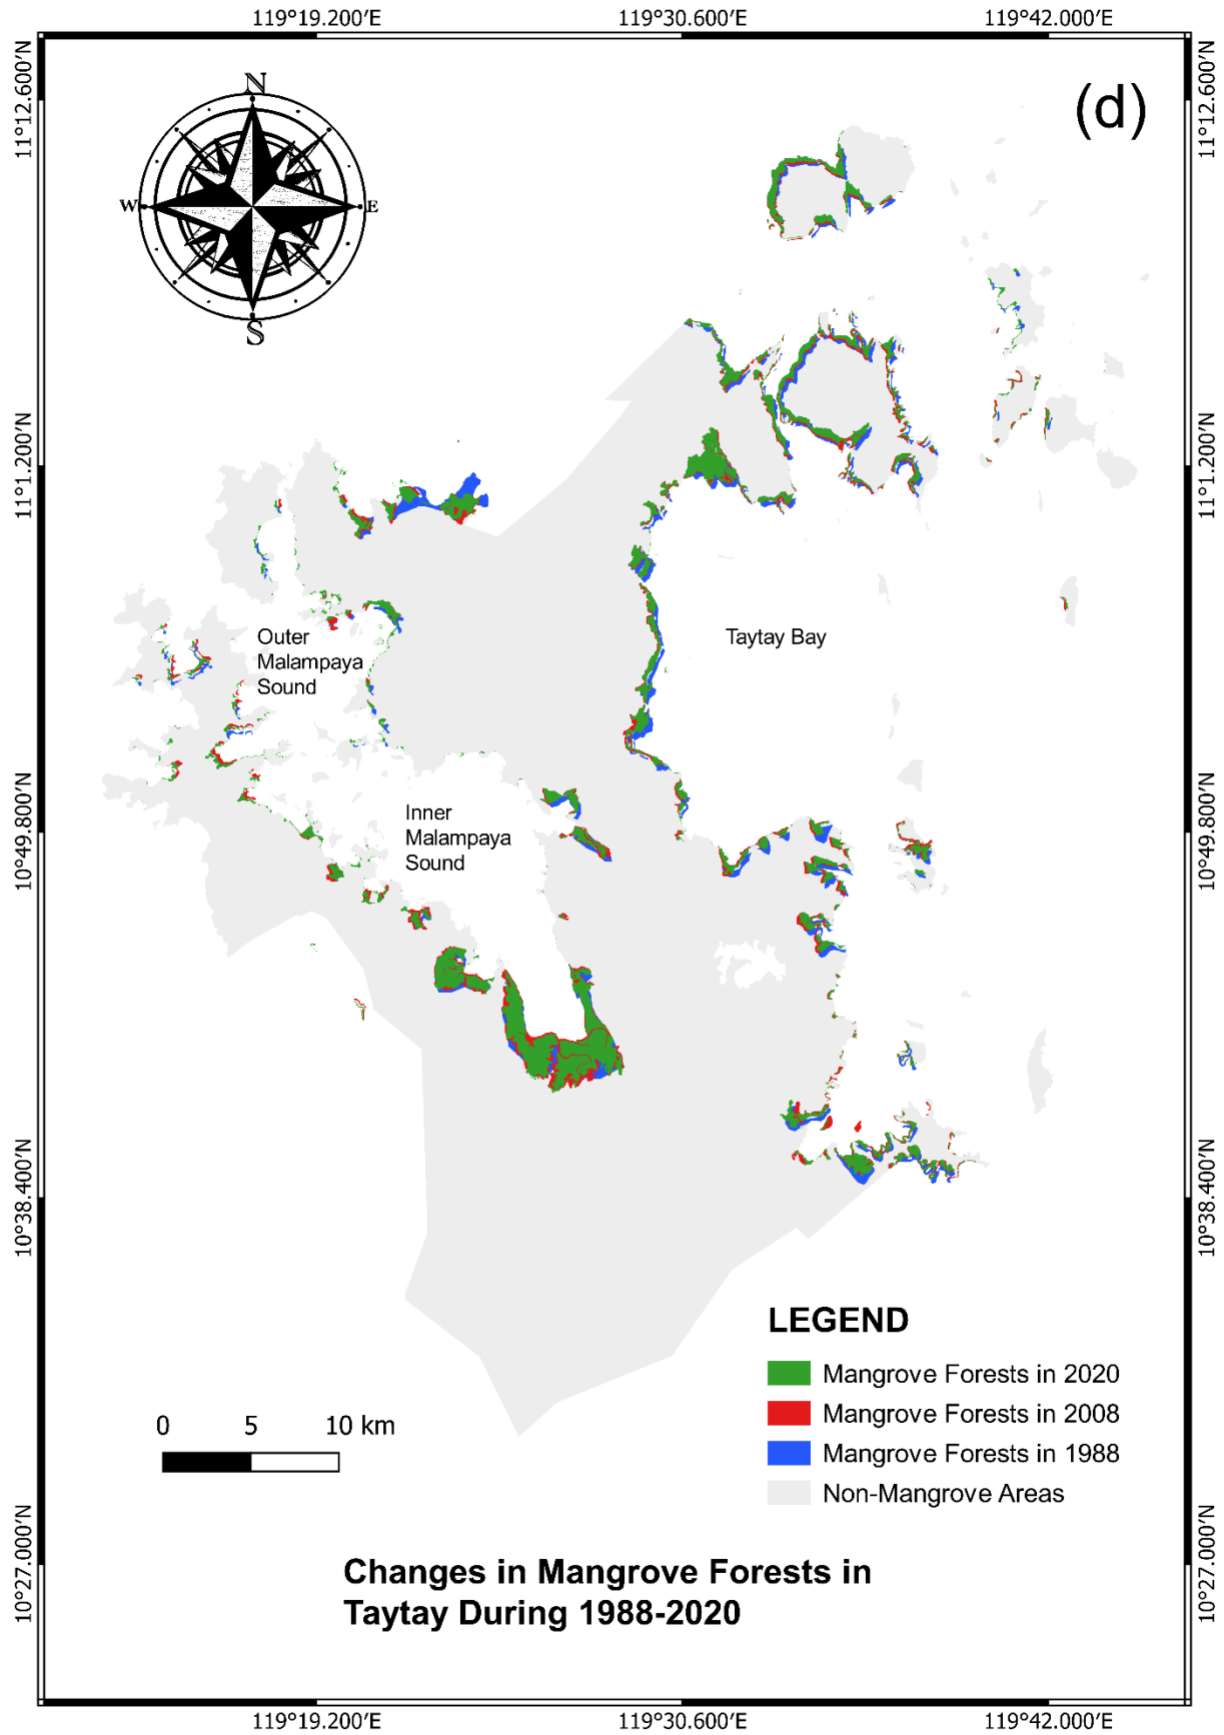 119°19.200′E 119°30.600′E 119°42.000′E
11°12.600′N 11°12.600′N
(d)
N
W E
S
11°1.200′N 11°1.200′N
Outer
Malampaya
Sound
Taytay Bay
10°49.800′N 10°49.800′N
Inner
Malampaya
Sound
10°38.400′N 10°38.400′N
LEGEND
Mangrove Forests in 2020
Mangrove Forests in 2008
Mangrove Forests in 1988
Non-Mangrove Areas
0 5 10 km
10°27.000′N 10°27.000′N
Changes in Mangrove Forests in
Taytay During 1988-2020
119°19.200′E 119°30.600′E 119°42.000′E